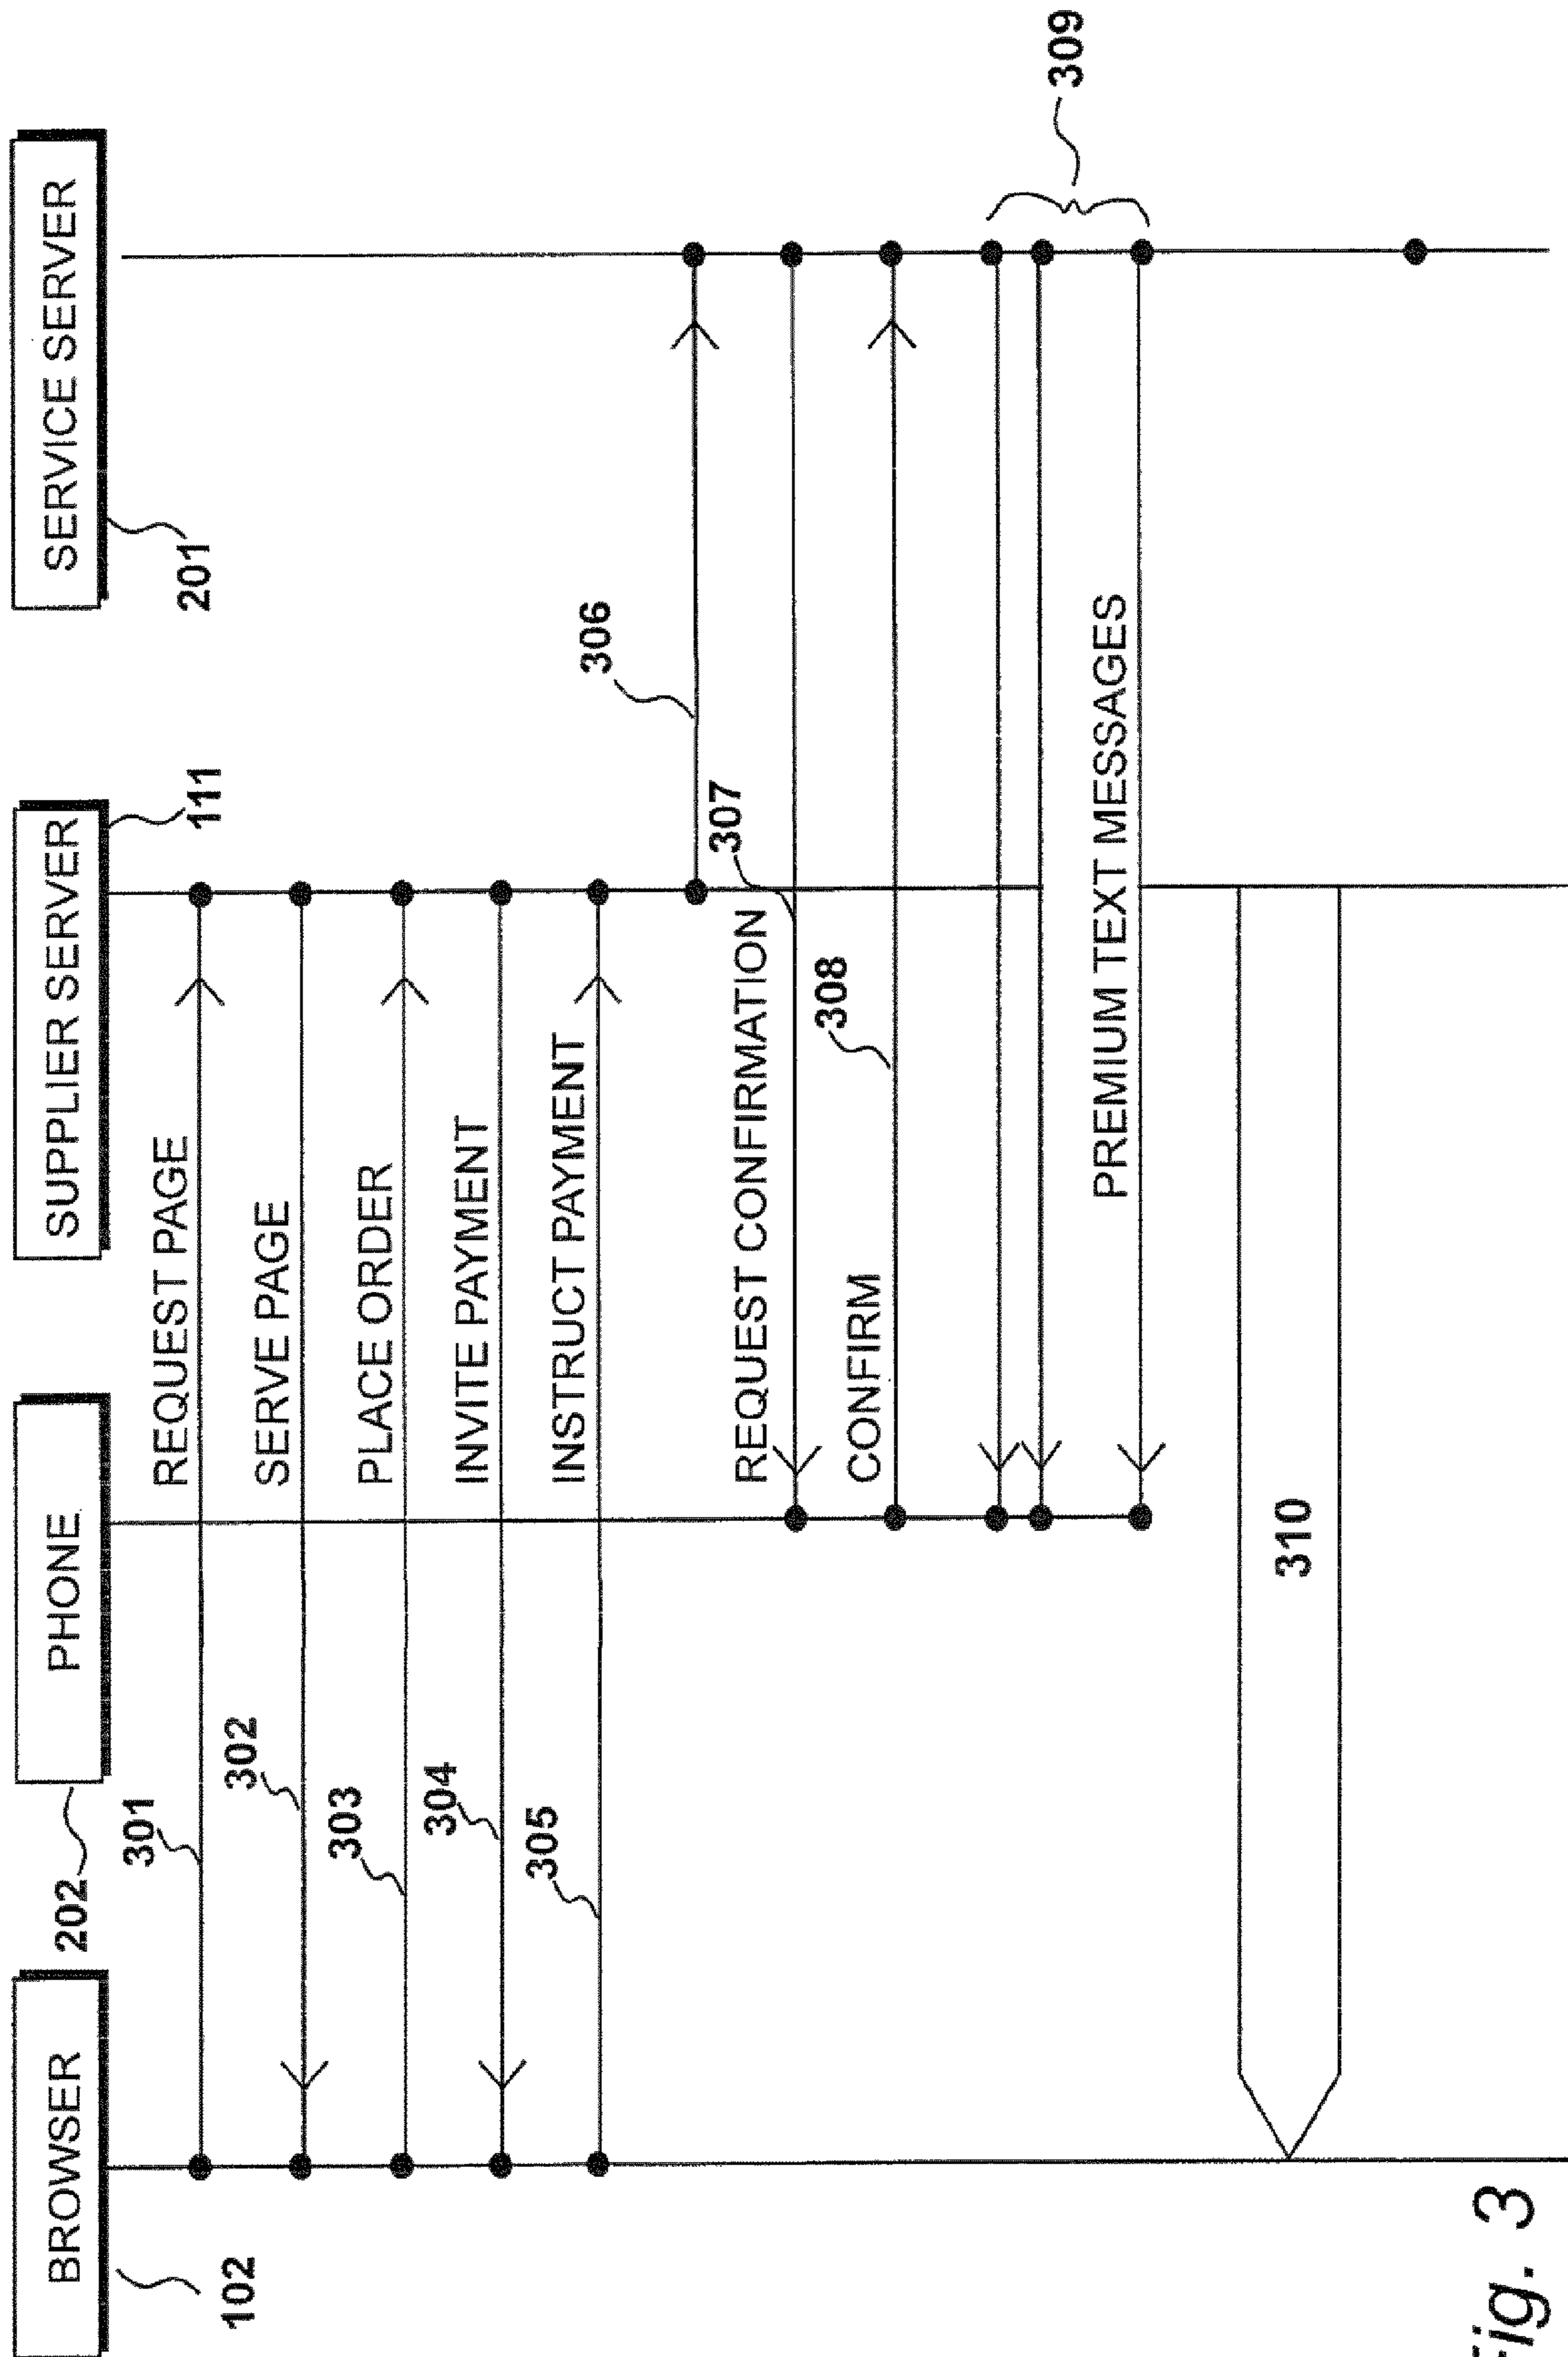 BROWSER
PHONE
SUPPLIER SERVER
SERVICE SERVER
102
202
111
201
301
REQUEST PAGE
302
SERVE PAGE
303
PLACE ORDER
304
INVITE PAYMENT
305
INSTRUCT PAYMENT
306
307
REQUEST CONFIRMATION
308
CONFIRM
309
PREMIUM TEXT MESSAGES
310
Fig. 3